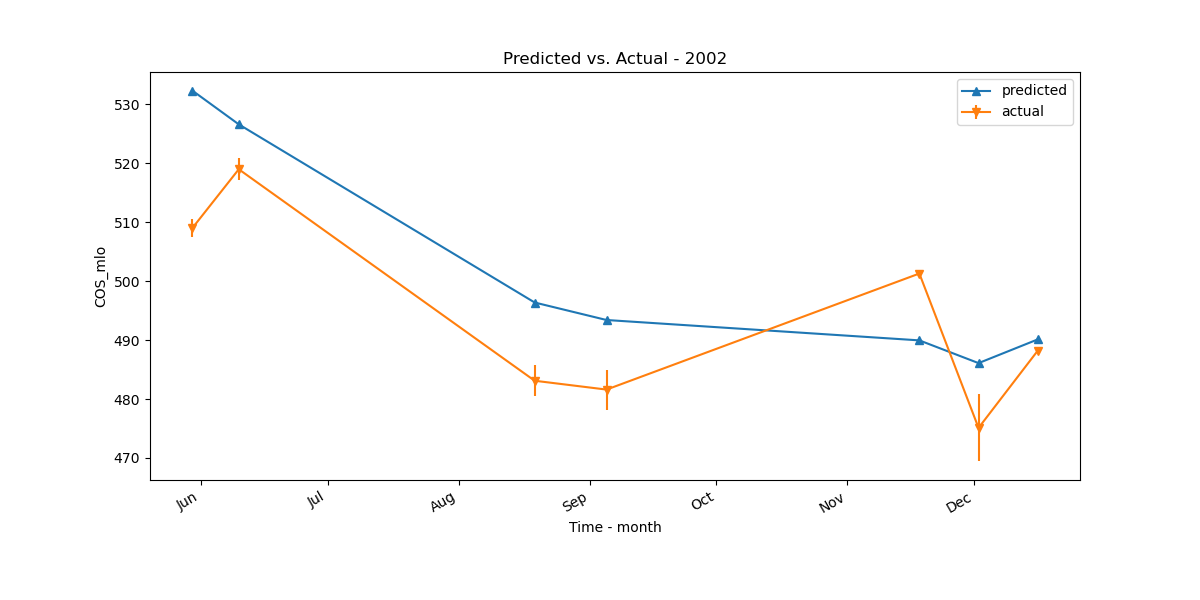 Predicted vs. Actual - 2002
predicted
actual
530
520
510
500
490
480
470
COS_mlo
Jun
Jul
Aug
Sep
Oct
Nov
Dec
Time - month